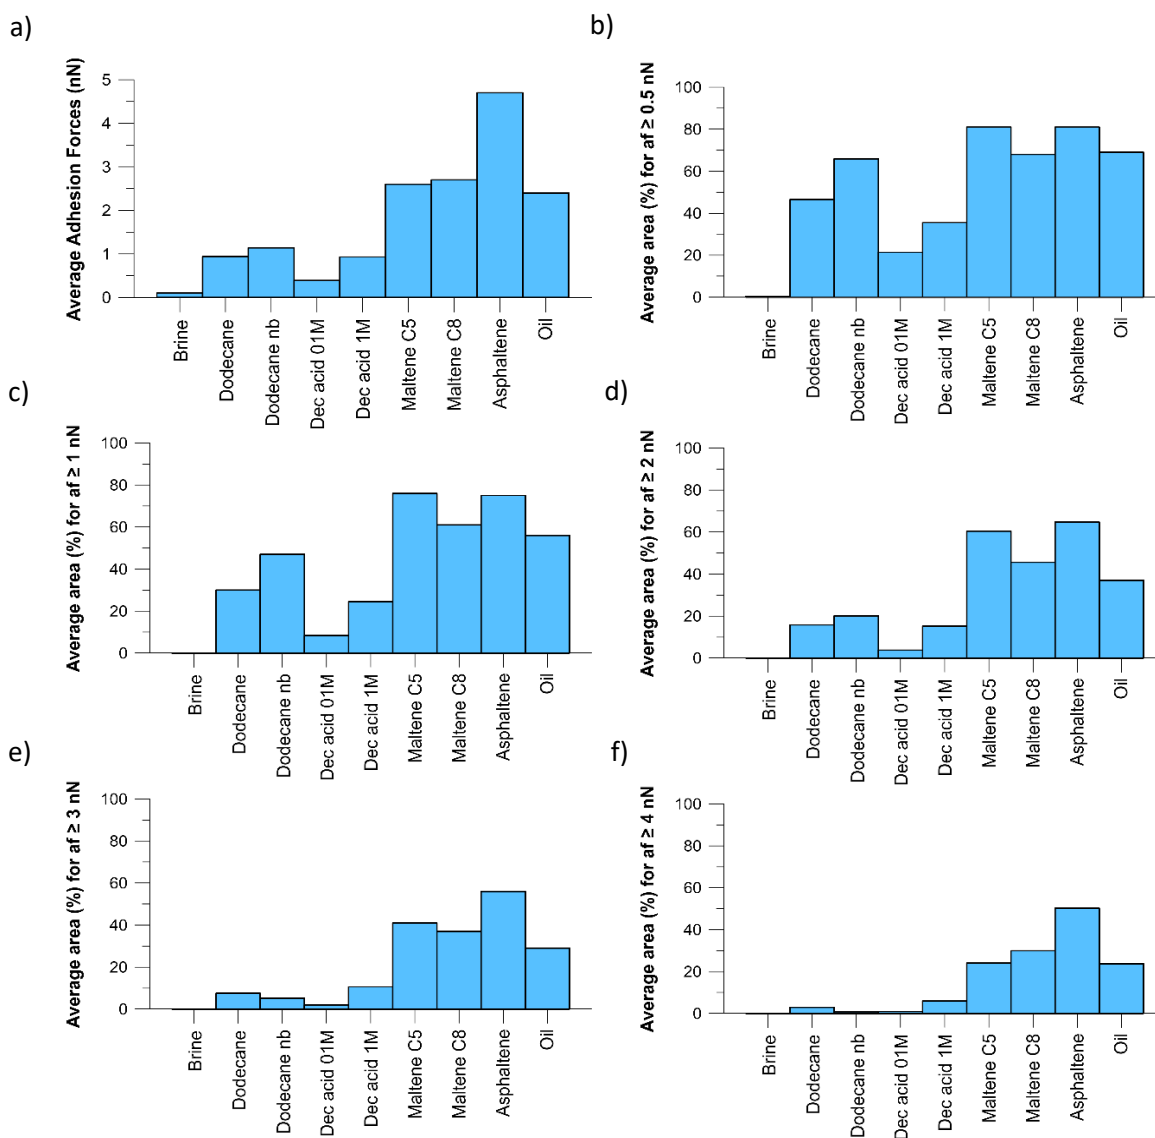 a)
Average Adhesion Forces (nN)
5
4
3
2
1
0
Brine
Dodecane
Dodecane nb
Dec acid 01M
Dec acid 1M
Maltene C5
Maltene C8
Asphaltene
Oil
b)
Average area (%) for af ≥ 0.5 nN
100
80
60
40
20
0
Brine
Dodecane
Dodecane nb
Dec acid 01M
Dec acid 1M
Maltene C5
Maltene C8
Asphaltene
Oil
c)
Average area (%) for af ≥ 1 nN
100
80
60
40
20
0
Brine
Dodecane
Dodecane nb
Dec acid 01M
Dec acid 1M
Maltene C5
Maltene C8
Asphaltene
Oil
d)
Average area (%) for af ≥ 2 nN
100
80
60
40
20
0
Brine
Dodecane
Dodecane nb
Dec acid 01M
Dec acid 1M
Maltene C5
Maltene C8
Asphaltene
Oil
e)
Average area (%) for af ≥ 3 nN
100
80
60
40
20
0
Brine
Dodecane
Dodecane nb
Dec acid 01M
Dec acid 1M
Maltene C5
Maltene C8
Asphaltene
Oil
f)
Average area (%) for af ≥ 4 nN
100
80
60
40
20
0
Brine
Dodecane
Dodecane nb
Dec acid 01M
Dec acid 1M
Maltene C5
Maltene C8
Asphaltene
Oil